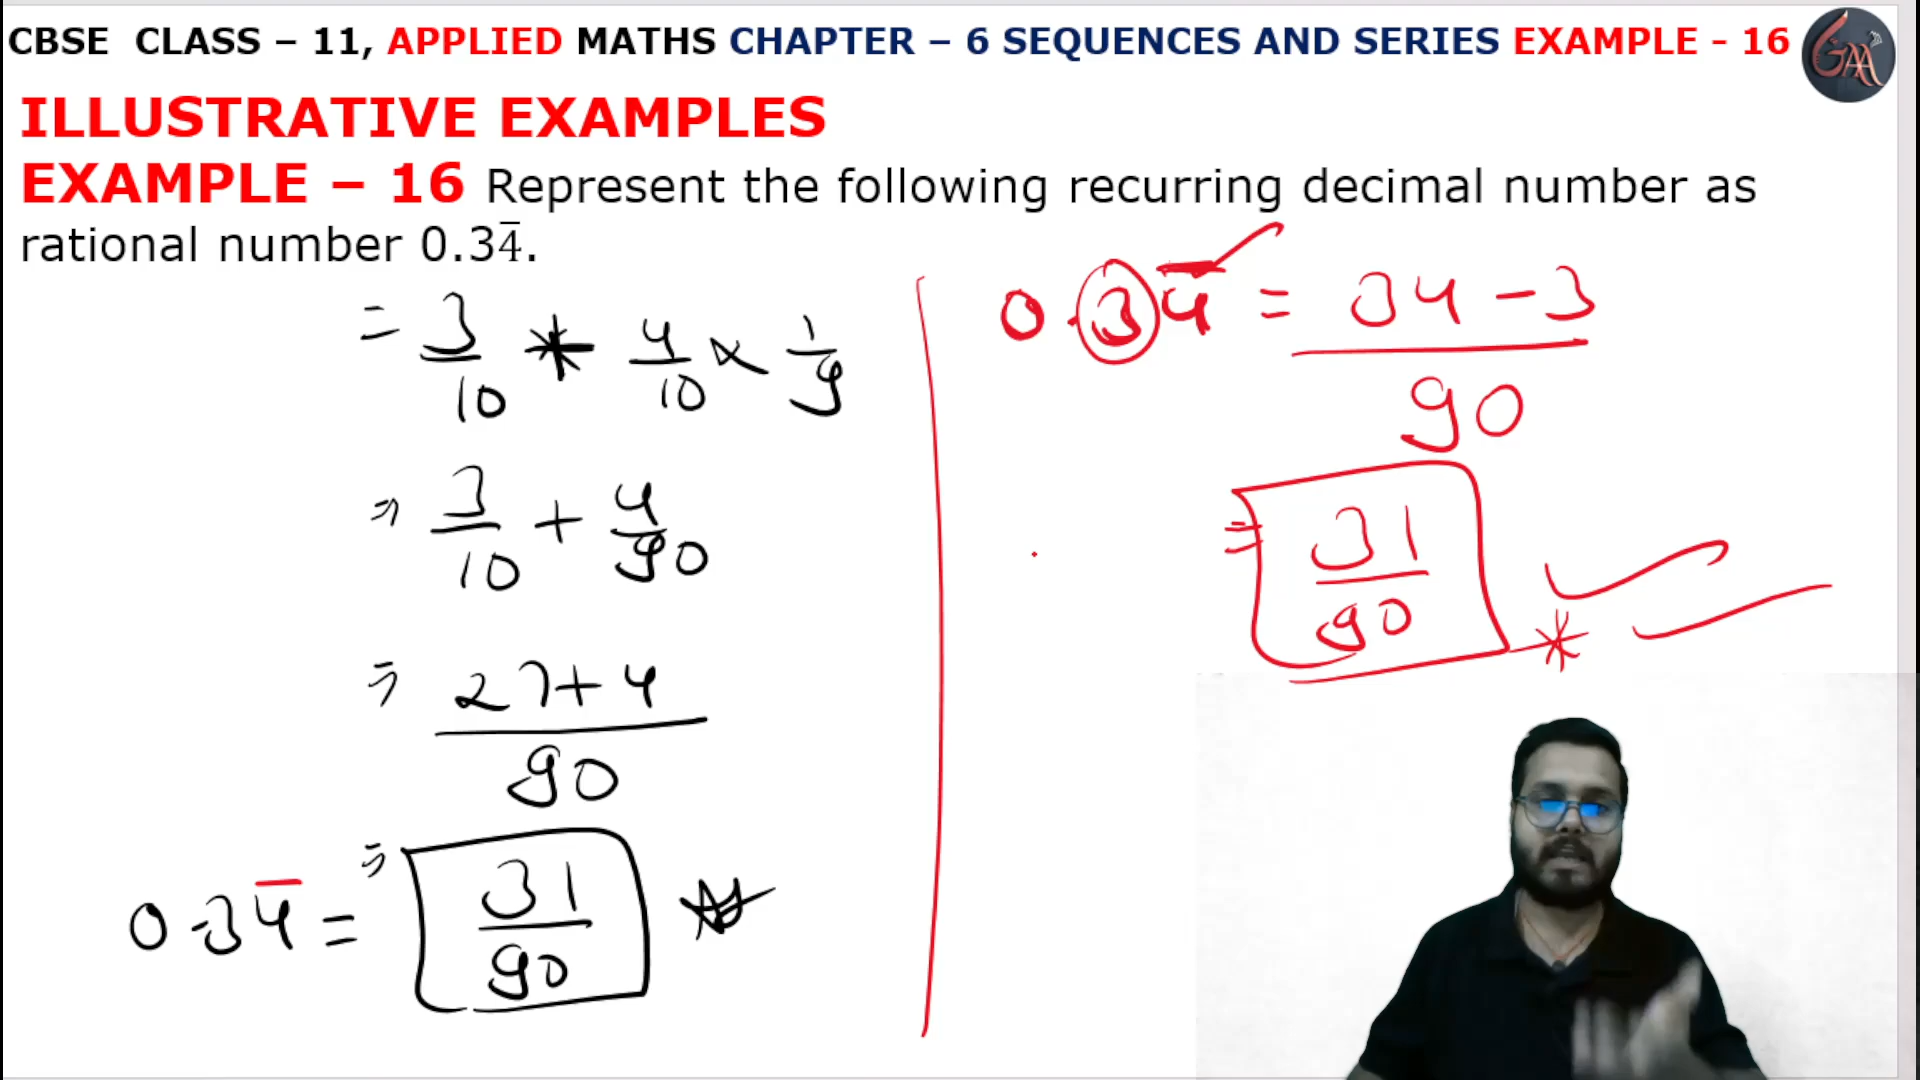 CBSE CLASS – 11, APPLIED MATHS CHAPTER – 6 SEQUENCES AND SERIES EXAMPLE - 16
GAA
ILLUSTRATIVE EXAMPLES
EXAMPLE – 16 Represent the following recurring decimal number as
rational number 0.34̅.
= 3/10 * 4/10 × 1/9
⇒ 3/10 + 4/90
⇒ (27+4)/90
0.34̅ = ⇒ 31/90
0.34̅ = (34-3)/90
= 31/90